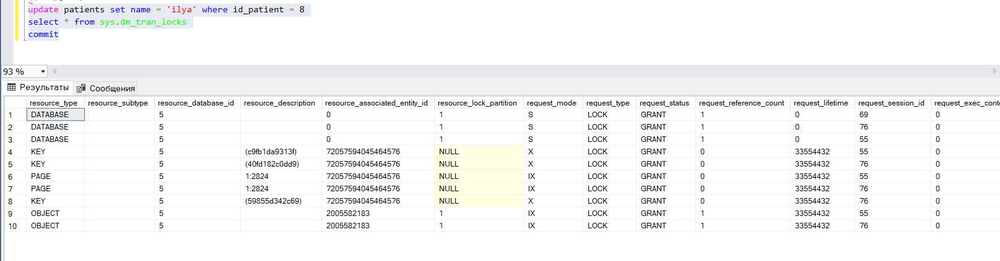 update patients set name = 'ilya' where id_patient = 8
select * from sys.dm_tran_locks
commit
93 %
Результаты Сообщения
resource_type resource_subtype resource_database_id resource_description resource_associated_entity_id resource_lock_partition request_mode request_type request_status request_reference_count request_lifetime request_session_id request_exec_conte
1 DATABASE 5 0 1 S LOCK GRANT 1 0 69 0
2 DATABASE 5 0 1 S LOCK GRANT 1 0 76 0
3 DATABASE 5 0 1 S LOCK GRANT 1 0 55 0
4 KEY 5 (c9fb1da9313f) 72057594045464576 NULL X LOCK GRANT 0 33554432 55 0
5 KEY 5 (40fd182c0dd9) 72057594045464576 NULL X LOCK GRANT 0 33554432 76 0
6 PAGE 5 1:2824 72057594045464576 NULL IX LOCK GRANT 0 33554432 55 0
7 PAGE 5 1:2824 72057594045464576 NULL IX LOCK GRANT 0 33554432 76 0
8 KEY 5 (59855d342c69) 72057594045464576 NULL X LOCK GRANT 0 33554432 76 0
9 OBJECT 5 2005582183 1 IX LOCK GRANT 1 33554432 55 0
10 OBJECT 5 2005582183 1 IX LOCK GRANT 1 33554432 76 0